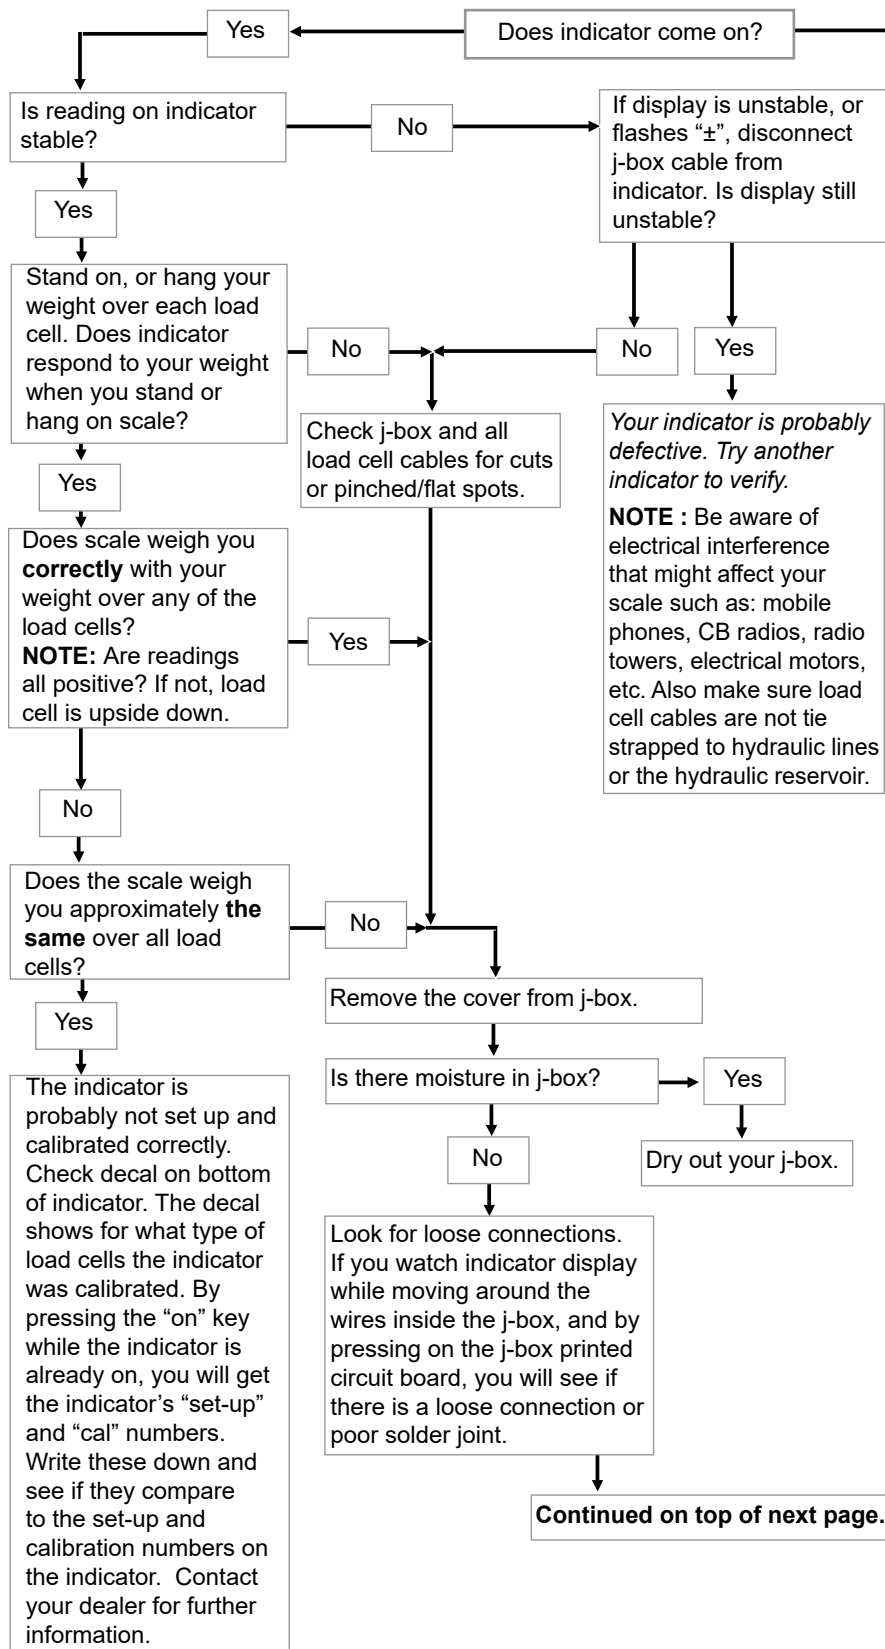 Does indicator come on?
Yes
Is reading on indicator
stable?
No
If display is unstable, or
flashes “±”, disconnect
j-box cable from
indicator. Is display still
unstable?
Yes
Stand on, or hang your
weight over each load
cell. Does indicator
respond to your weight
when you stand or
hang on scale?
No
No
Yes
Check j-box and all
load cell cables for cuts
or pinched/flat spots.
Your indicator is probably
defective. Try another
indicator to verify.
NOTE : Be aware of
electrical interference
that might affect your
scale such as: mobile
phones, CB radios, radio
towers, electrical motors,
etc. Also make sure load
cell cables are not tie
strapped to hydraulic lines
or the hydraulic reservoir.
Yes
Does scale weigh you
correctly with your
weight over any of the
load cells?
NOTE: Are readings
all positive? If not, load
cell is upside down.
Yes
No
Does the scale weigh
you approximately the
same over all load
cells?
No
Remove the cover from j-box.
Yes
Is there moisture in j-box?
Yes
No
Dry out your j-box.
The indicator is
probably not set up and
calibrated correctly.
Check decal on bottom
of indicator. The decal
shows for what type of
load cells the indicator
was calibrated. By
pressing the “on” key
while the indicator is
already on, you will get
the indicator’s “set-up”
and “cal” numbers.
Write these down and
see if they compare
to the set-up and
calibration numbers on
the indicator. Contact
your dealer for further
information.
Look for loose connections.
If you watch indicator display
while moving around the
wires inside the j-box, and by
pressing on the j-box printed
circuit board, you will see if
there is a loose connection or
poor solder joint.
Continued on top of next page.